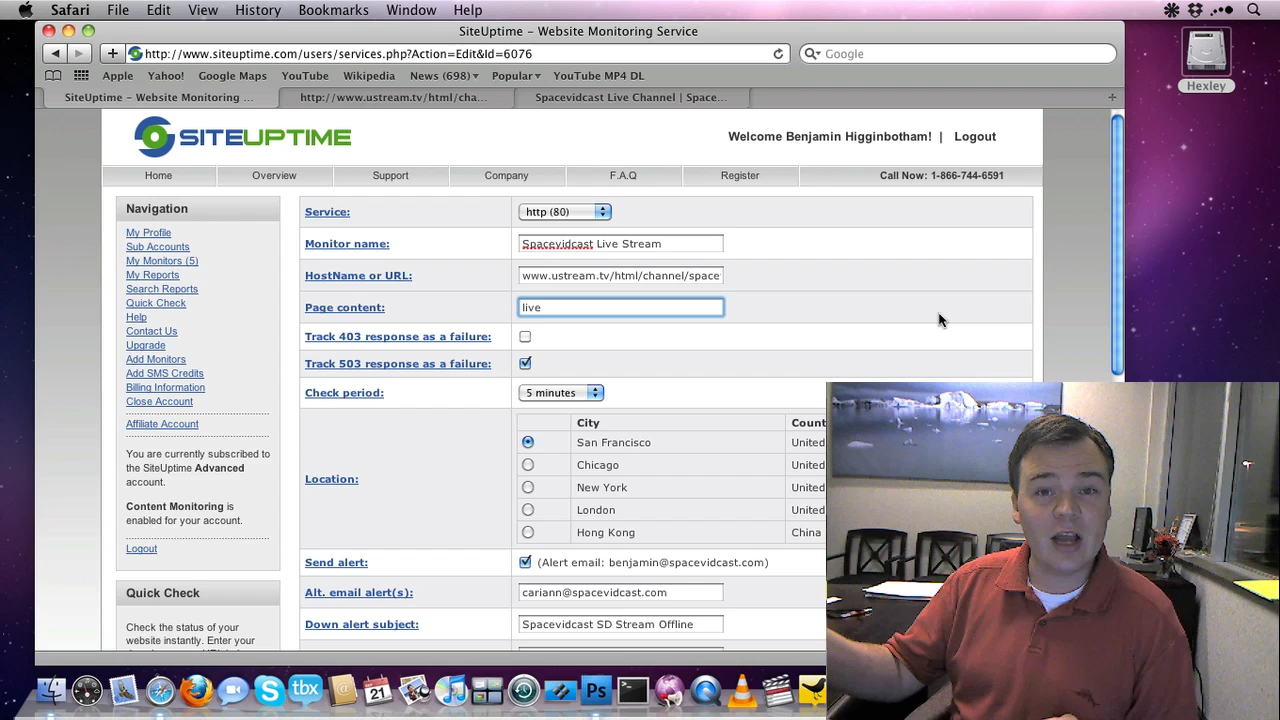 Safari File Edit View History Bookmarks Window Help
SiteUptime – Website Monitoring Service
http://www.siteuptime.com/users/services.php?Action=Edit&Id=6076
Google
Apple Yahoo! Google Maps YouTube Wikipedia News (698) Popular YouTube MP4 DL
SiteUptime – Website Monitoring ... http://www.ustream.tv/html/cha... Spacevidcast Live Channel | Space...
Hexley
SITEUPTIME
Welcome Benjamin Higginbotham! | Logout
Home Overview Support Company F.A.Q Register Call Now: 1-866-744-6591
Navigation
My Profile
Sub Accounts
My Monitors (5)
My Reports
Search Reports
Quick Check
Help
Contact Us
Upgrade
Add Monitors
Add SMS Credits
Billing Information
Close Account
Affiliate Account
You are currently subscribed to
the SiteUptime Advanced
account.
Content Monitoring is
enabled for your account.
Logout
Quick Check
Check the status of your
website instantly. Enter your
Service: http (80)
Monitor name: Spacevidcast Live Stream
HostName or URL: www.ustream.tv/html/channel/space
Page content: live
Track 403 response as a failure:
Track 503 response as a failure:
Check period: 5 minutes
Location:
City Count
San Francisco United
Chicago United
New York United
London United
Hong Kong China
Send alert: (Alert email: benjamin@spacevidcast.com)
Alt. email alert(s): cariann@spacevidcast.com
Down alert subject: Spacevidcast SD Stream Offline
tbx
21
Ps